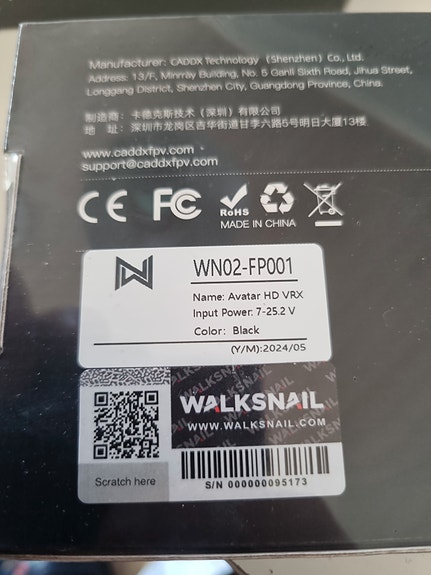 Manufacturer: CADDX Technology (Shenzhen) Co., Ltd.
Address: 13/F, Minrray Building, No. 5 Ganli Sixth Road, Jihua Street,
Longgang District, Shenzhen City, Guangdong Province, China.
制造商：卡德克斯技术（深圳）有限公司
地 址：深圳市龙岗区吉华街道甘李六路5号明日大厦13楼
www.caddxfpv.com
support@caddxfpv.com
CE FC RoHS
MADE IN CHINA
WN02-FP001
Name: Avatar HD VRX
Input Power: 7-25.2 V
Color: Black
(Y/M):2024/05
WALKSNAIL
WWW.WALKSNAIL.COM
Scratch here
S/N 000000095173